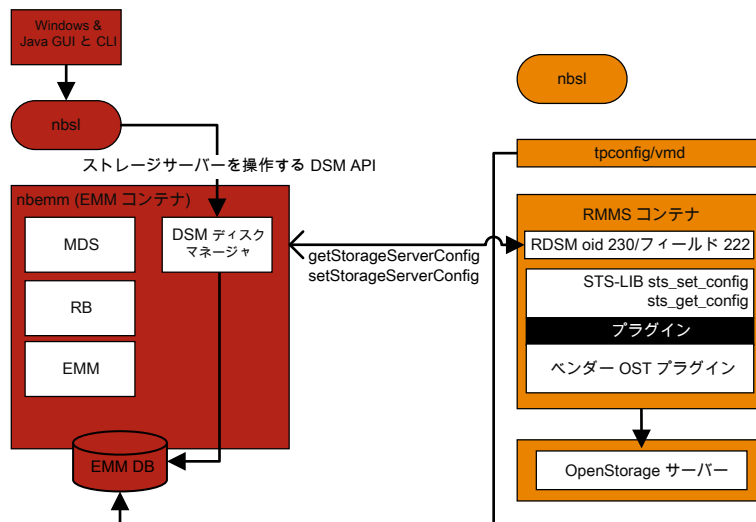 Windows &
Java GUI と CLI
nbsl
nbsl
ストレージサーバーを操作する DSM API
tpconfig/vmd
nbemm (EMM コンテナ)
MDS
RB
EMM
DSM ディスク
マネージャ
getStorageServerConfig
setStorageServerConfig
RMMS コンテナ
RDSM oid 230/フィールド 222
STS-LIB sts_set_config
sts_get_config
プラグイン
ベンダー OST プラグイン
EMM DB
OpenStorage サーバー